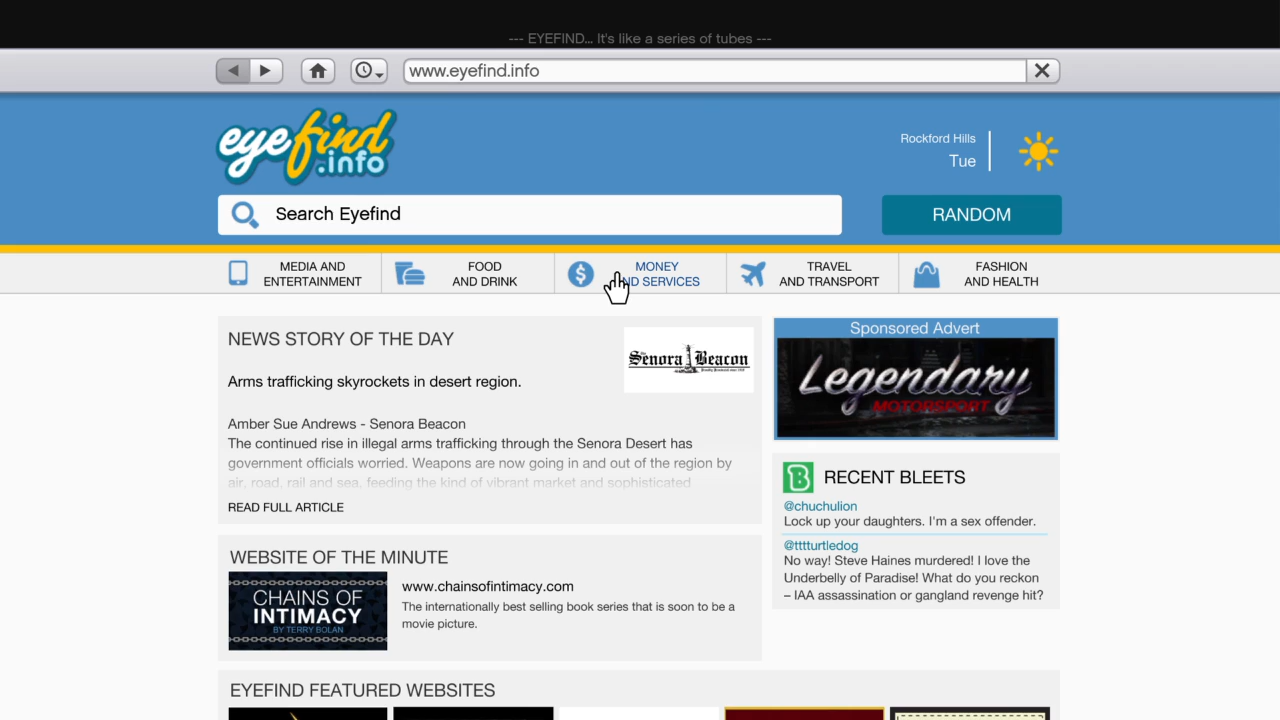 --- EYEFIND... It's like a series of tubes ---
www.eyefind.info
eyefind
.info
Rockford Hills
Tue
Search Eyefind
RANDOM
MEDIA AND
ENTERTAINMENT
FOOD
AND DRINK
MONEY
AND SERVICES
TRAVEL
AND TRANSPORT
FASHION
AND HEALTH
NEWS STORY OF THE DAY
Senora Beacon
Arms trafficking skyrockets in desert region.
Amber Sue Andrews - Senora Beacon
The continued rise in illegal arms trafficking through the Senora Desert has
government officials worried. Weapons are now going in and out of the region by
air, road, rail and sea, feeding the kind of vibrant market and sophisticated
READ FULL ARTICLE
Sponsored Advert
Legendary
MOTORSPORT
B RECENT BLEETS
@chuchulion
Lock up your daughters. I'm a sex offender.
@tttturtledog
No way! Steve Haines murdered! I love the
Underbelly of Paradise! What do you reckon
– IAA assassination or gangland revenge hit?
WEBSITE OF THE MINUTE
CHAINS OF
INTIMACY
BY TERRY BOLAN
www.chainsofintimacy.com
The internationally best selling book series that is soon to be a
movie picture.
EYEFIND FEATURED WEBSITES